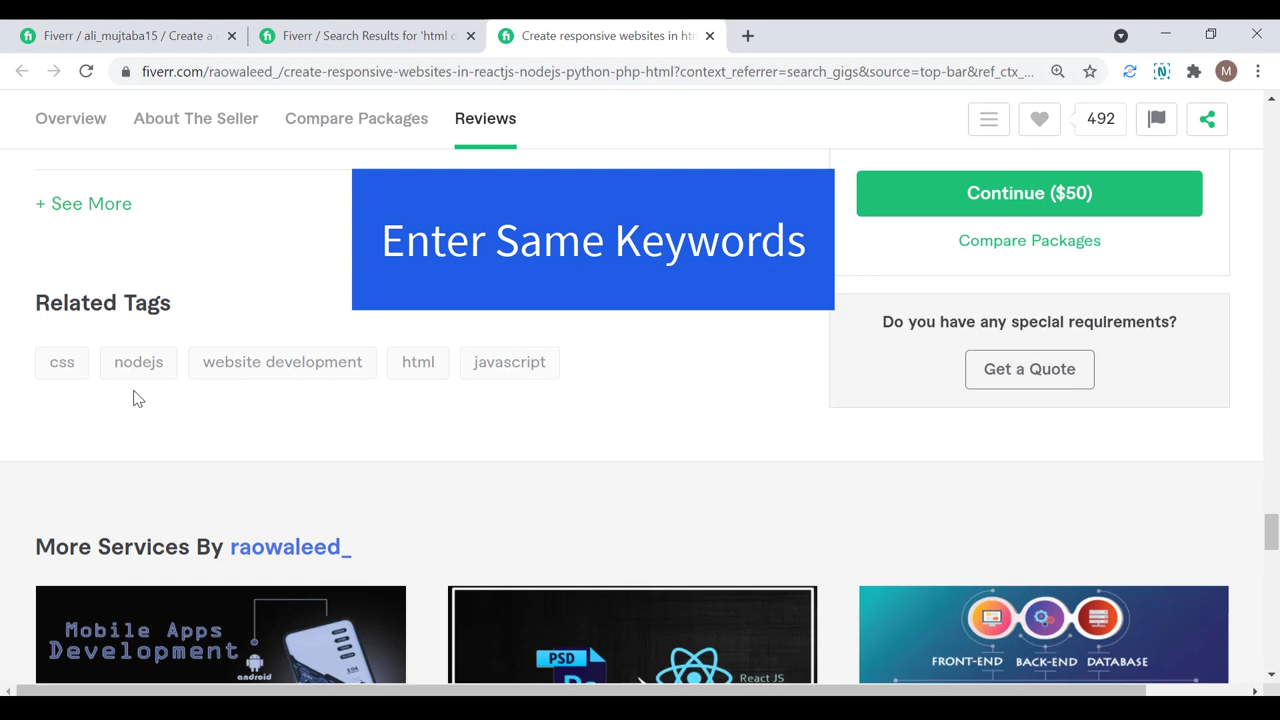 Fiverr / ali_mujtaba15 / Create a
Fiverr / Search Results for 'html c
Create responsive websites in ht
fiverr.com/raowaleed_/create-responsive-websites-in-reactjs-nodejs-python-php-html?context_referrer=search_gigs&source=top-bar&ref_ctx_...
M
Overview
About The Seller
Compare Packages
Reviews
492
+ See More
Enter Same Keywords
Continue ($50)
Compare Packages
Related Tags
Do you have any special requirements?
Get a Quote
css
nodejs
website development
html
javascript
More Services By raowaleed_
Mobile Apps
Development
android
PSD
React JS
FRONT-END
BACK-END
DATABASE